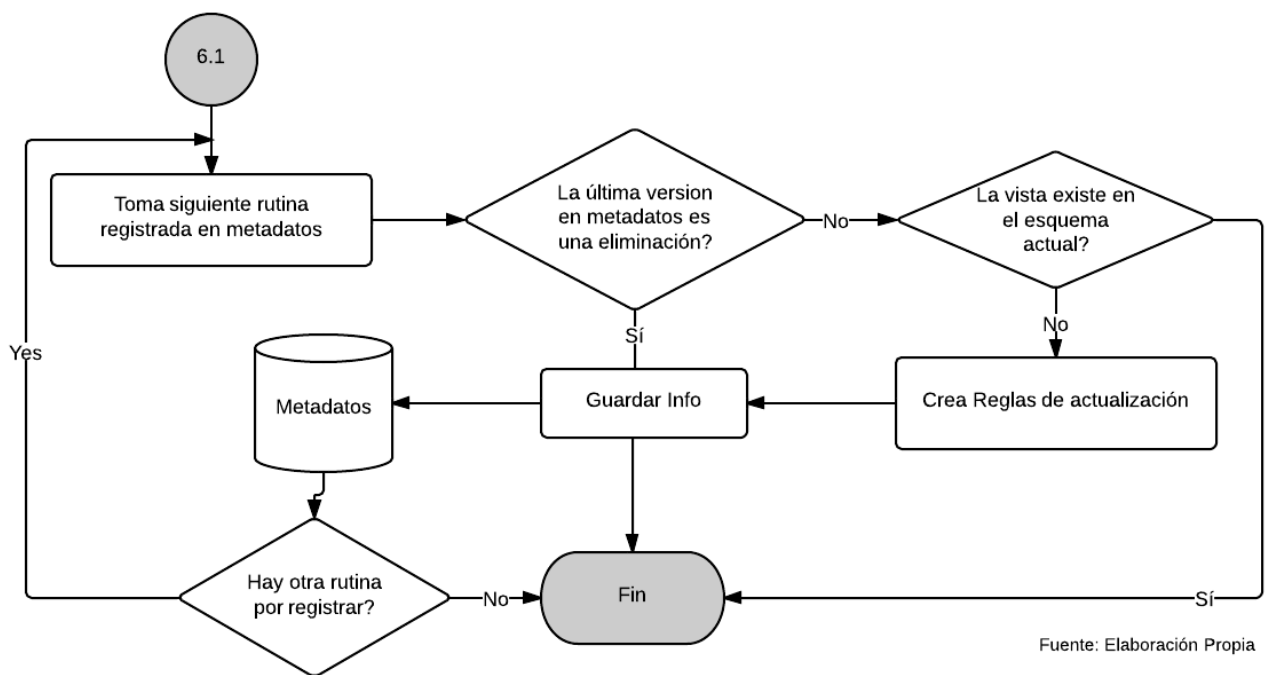 6.1
Toma siguiente rutina
registrada en metadatos
La última version
en metadatos es
una eliminación?
No
La vista existe en
el esquema
actual?
Sí
No
Yes
Metadatos
Guardar Info
Crea Reglas de actualización
Hay otra rutina
por registrar?
No
Fin
Sí
Fuente: Elaboración Propia